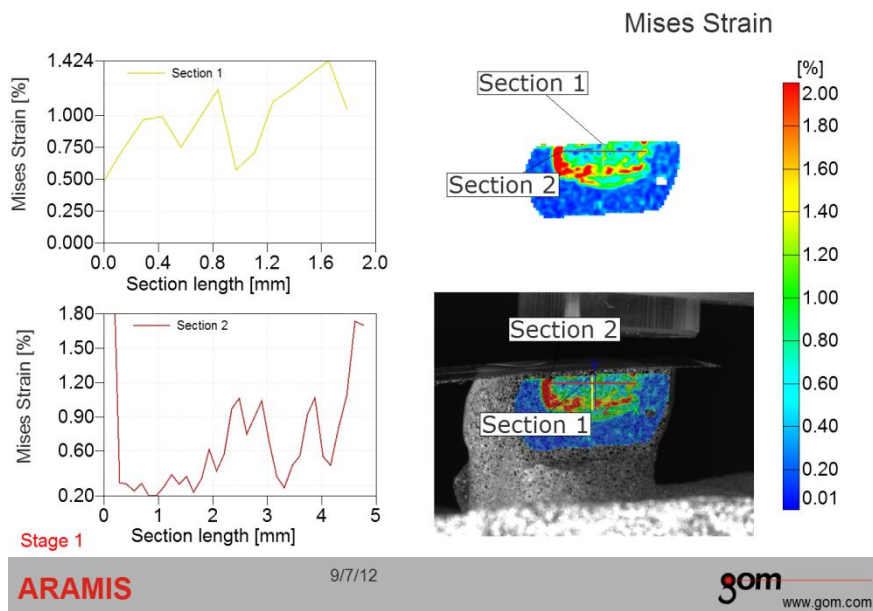 Mises Strain
Mises Strain [%]
1.424
1.000
0.750
0.500
0.250
0.000
Section 1
0.0
0.4
0.8
1.2
1.6
2.0
Section length [mm]
Section 1
Section 2
[%]
2.00
1.80
1.60
1.40
1.20
1.00
0.80
0.60
0.40
0.20
0.01
Mises Strain [%]
1.80
1.50
1.20
0.90
0.60
0.20
Section 2
0
1
2
3
4
5
Section length [mm]
Section 2
Section 1
Stage 1
ARAMIS
9/7/12
gom
www.gom.com